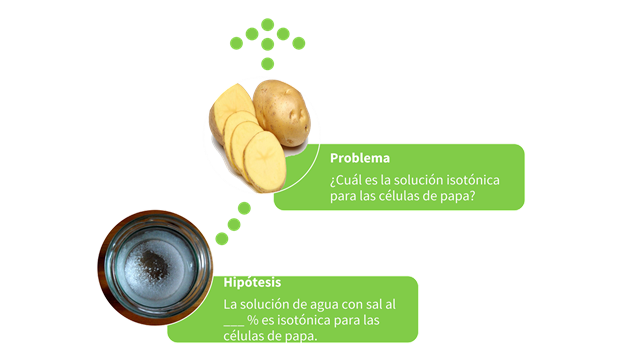 Problema
¿Cuál es la solución isotónica
para las células de papa?
Hipótesis
La solución de agua con sal al
___ % es isotónica para las
células de papa.